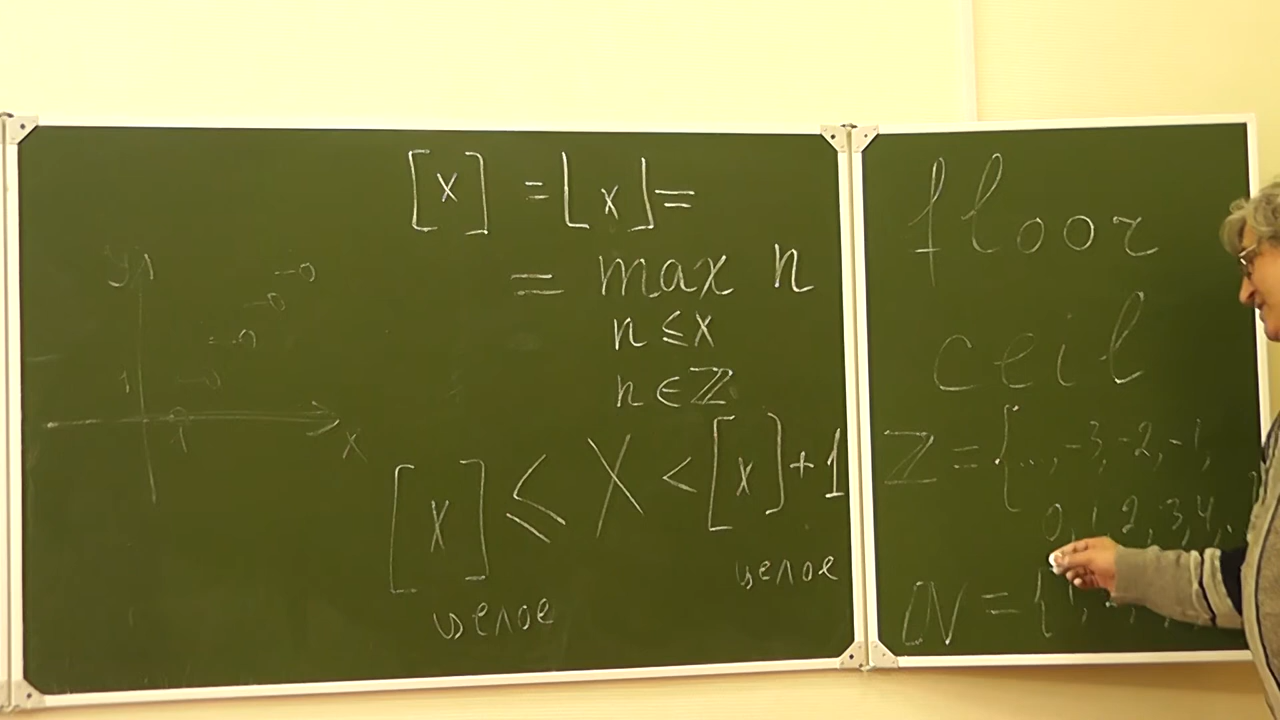 [x] = ⌊x⌋ =
= max n
n ≤ x
n ∈ ℤ
[x] ≤ x < [x] + 1
целое
целое
y
1
1
x
floor
ceil
ℤ = {..., -3, -2, -1,
0, 1, 2, 3, 4, .
ℕ = {1,